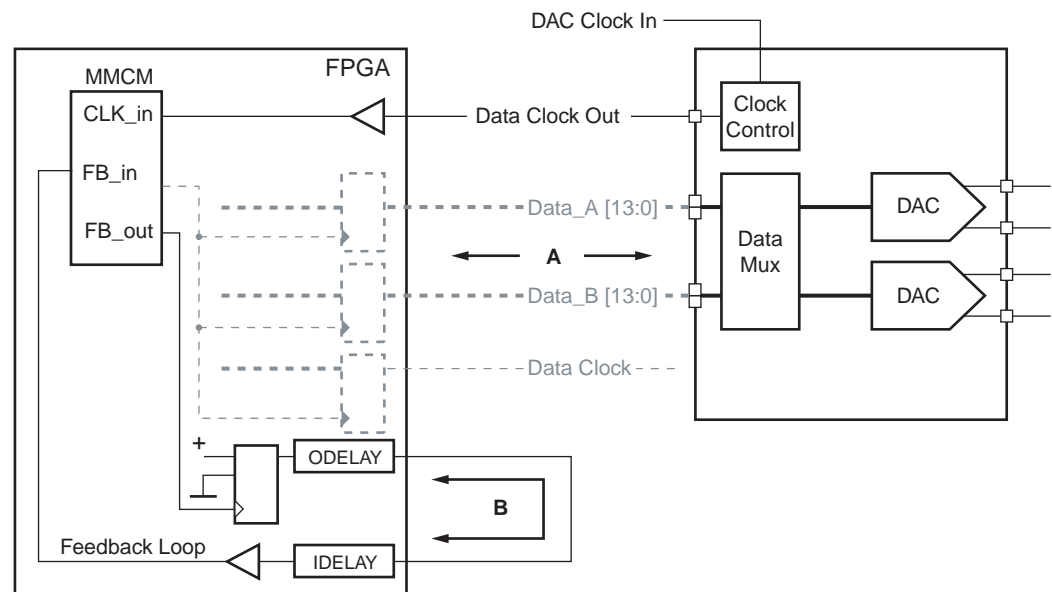 DAC Clock In
FPGA
MMCM
CLK_in
FB_in
FB_out
Data Clock Out
Clock
Control
Data_A [13:0]
A
Data_B [13:0]
Data Clock
Data
Mux
DAC
DAC
+
ODELAY
B
Feedback Loop
IDELAY